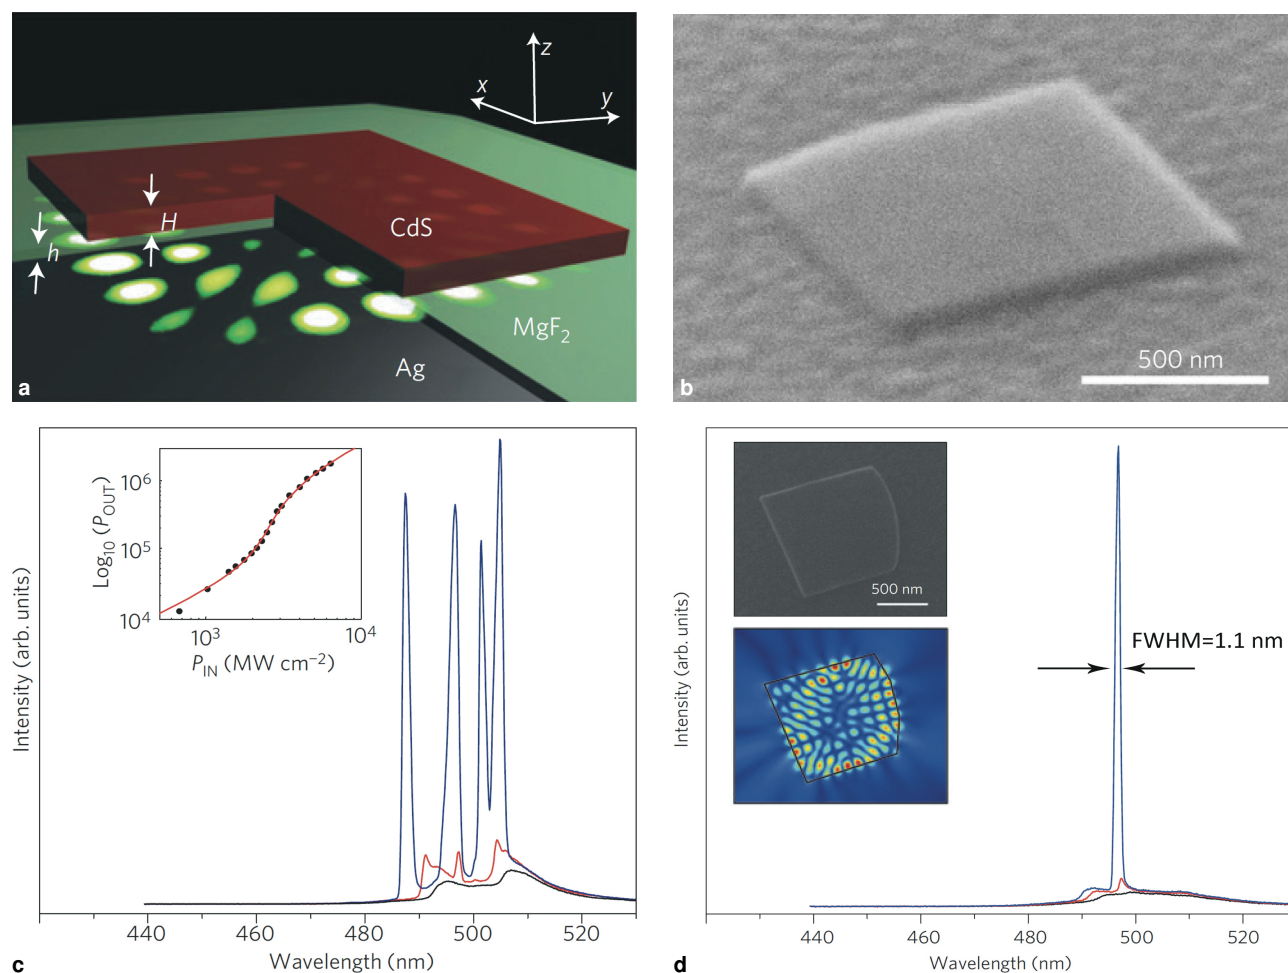 z
x
y
H
h
CdS
MgF₂
Ag
a
500 nm
b
Intensity (arb. units)
Log₁₀ (P_OUT)
10⁶
10⁵
10⁴
10³
10⁴
P_IN (MW cm⁻²)
440
460
480
500
520
Wavelength (nm)
c
Intensity (arb. units)
500 nm
FWHM=1.1 nm
440
460
480
500
520
Wavelength (nm)
d